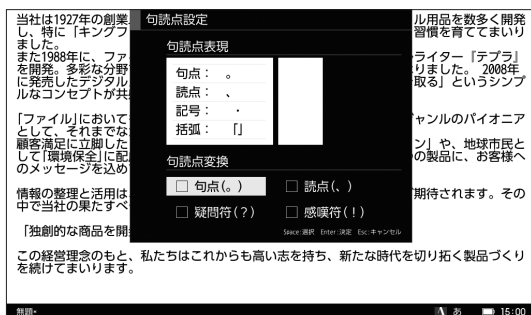 当社は1927年の創業
ル用品を数多く開発
し、特に「キングフ
習慣を育ててまいり
ました。
また1988年に、ファ
ライター『テプラ』
を開発。多彩な分野
りました。 2008年
に発売したデジタル
取る」というシンプ
ルなコンセプトが共
「ファイル」において
ャンルのパイオニア
として、それまでな
顧客満足に立脚した
ン」や、地球市民と
して「環境保全」に配
の製品に、お客様へ
のメッセージを込め
情報の整理と活用は
期待されます。その
中で当社の果たすべ
「独創的な商品を開
この経営理念のもと、私たちはこれからも高い志を持ち、新たな時代を切り拓く製品づくり
を続けてまいります。
句読点設定
句読点表現
句点： 。
読点： 、
記号： ・
括弧： 「」
句読点変換
□ 句点(。)
□ 読点(、)
□ 疑問符(？)
□ 感嘆符(！)
Space:選択 Enter:決定 Esc:キャンセル
無題*
A あ 15:00